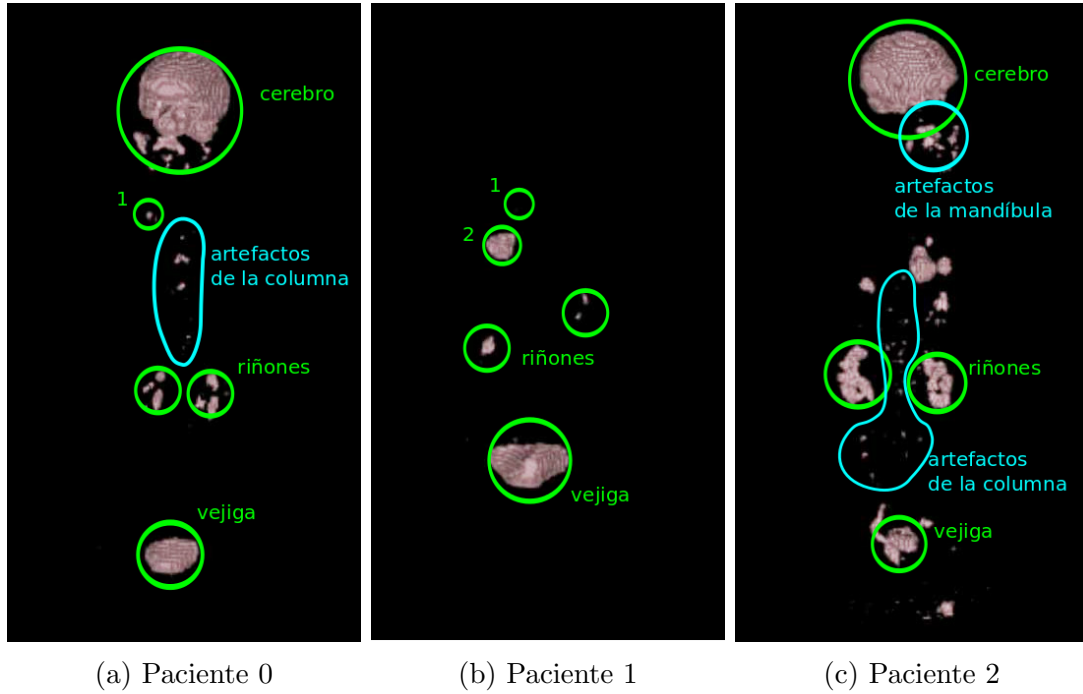 cerebro
1
artefactos
de la columna
riñones
vejiga
(a) Paciente 0
1
2
riñones
vejiga
(b) Paciente 1
cerebro
artefactos
de la mandíbula
riñones
artefactos
de la columna
vejiga
(c) Paciente 2